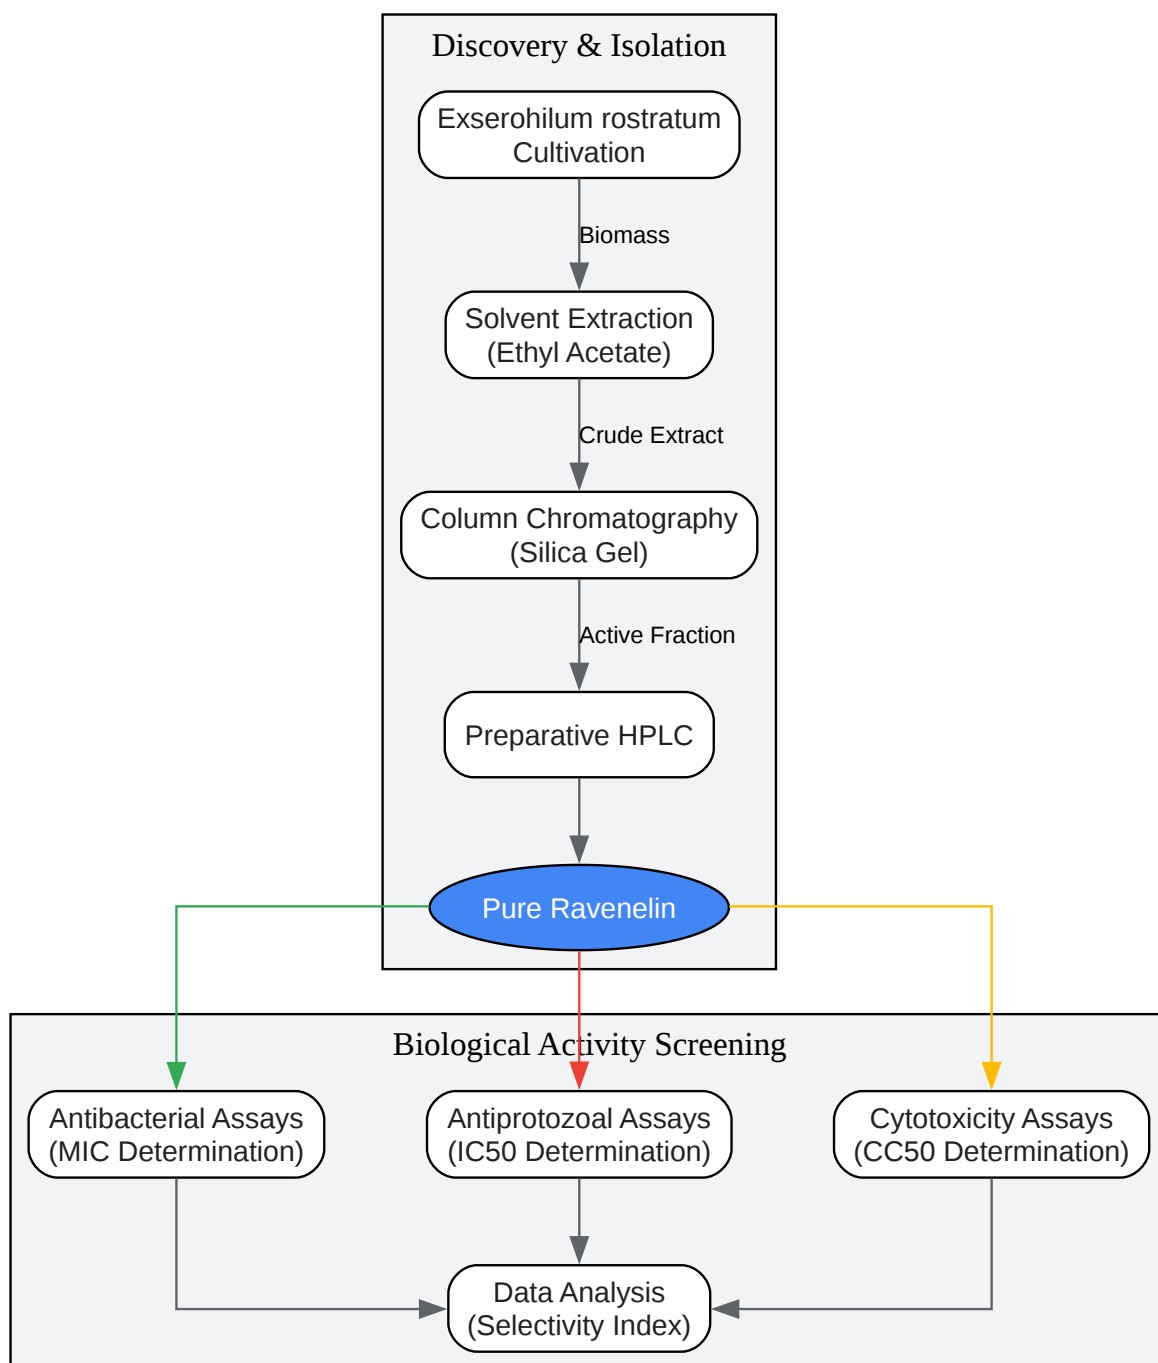 Discovery & Isolation
Exserohilum rostratum
Cultivation
Biomass
Solvent Extraction
(Ethyl Acetate)
Crude Extract
Column Chromatography
(Silica Gel)
Active Fraction
Preparative HPLC
Pure Ravenelin
Biological Activity Screening
Antibacterial Assays
(MIC Determination)
Antiprotozoal Assays
(IC50 Determination)
Cytotoxicity Assays
(CC50 Determination)
Data Analysis
(Selectivity Index)